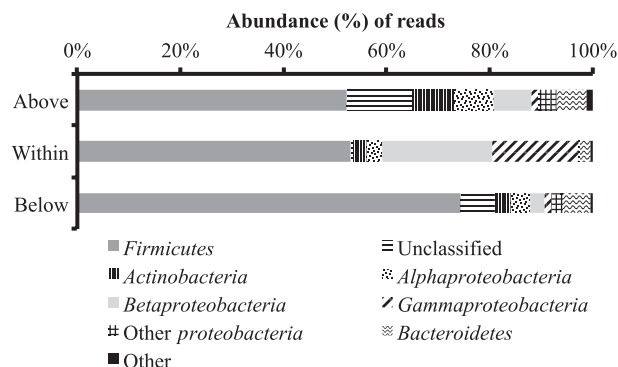 Abundance (%) of reads
0% 20% 40% 60% 80% 100%
Above
Within
Below
Firmicutes Unclassified
Actinobacteria Alphaproteobacteria
Betaproteobacteria Gammaproteobacteria
Other proteobacteria Bacteroidetes
Other